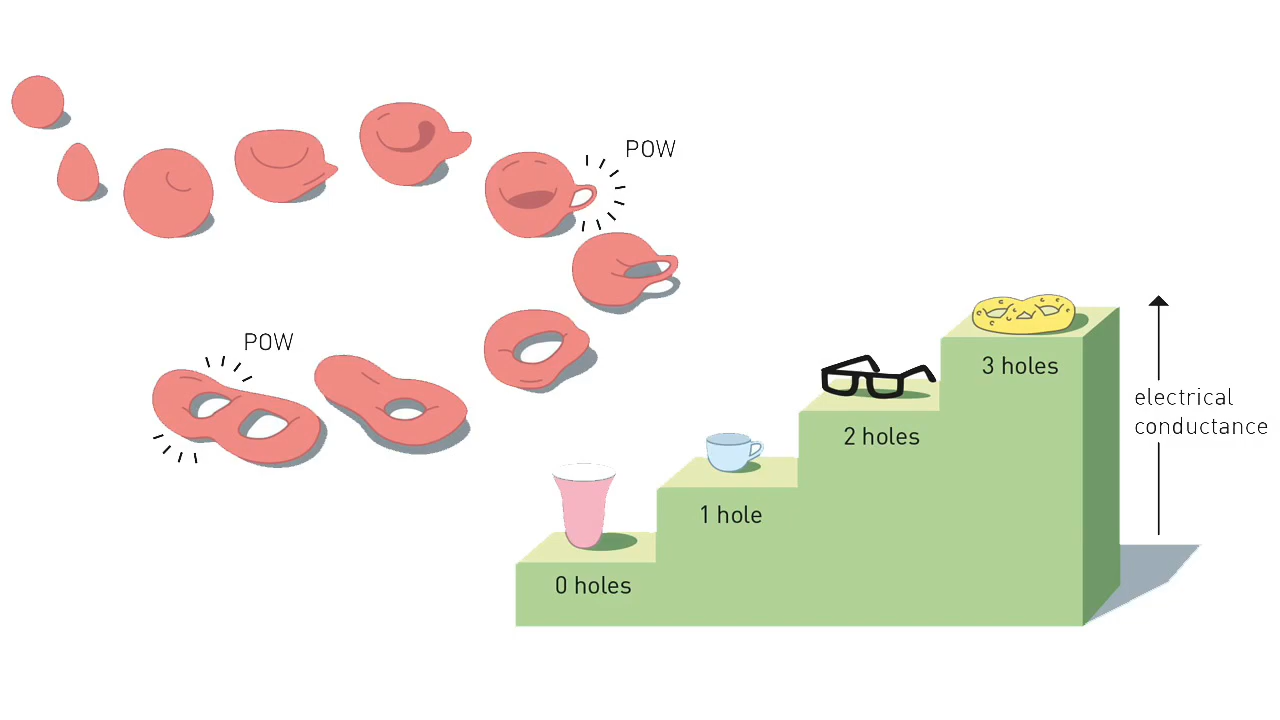 POW
POW
3 holes
electrical
conductance
2 holes
1 hole
0 holes